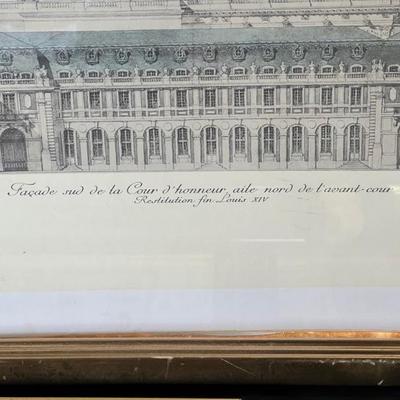 Façade sud de la Cour d'honneur, aile nord de l'avant-cour
Restitution fin Louis XIV